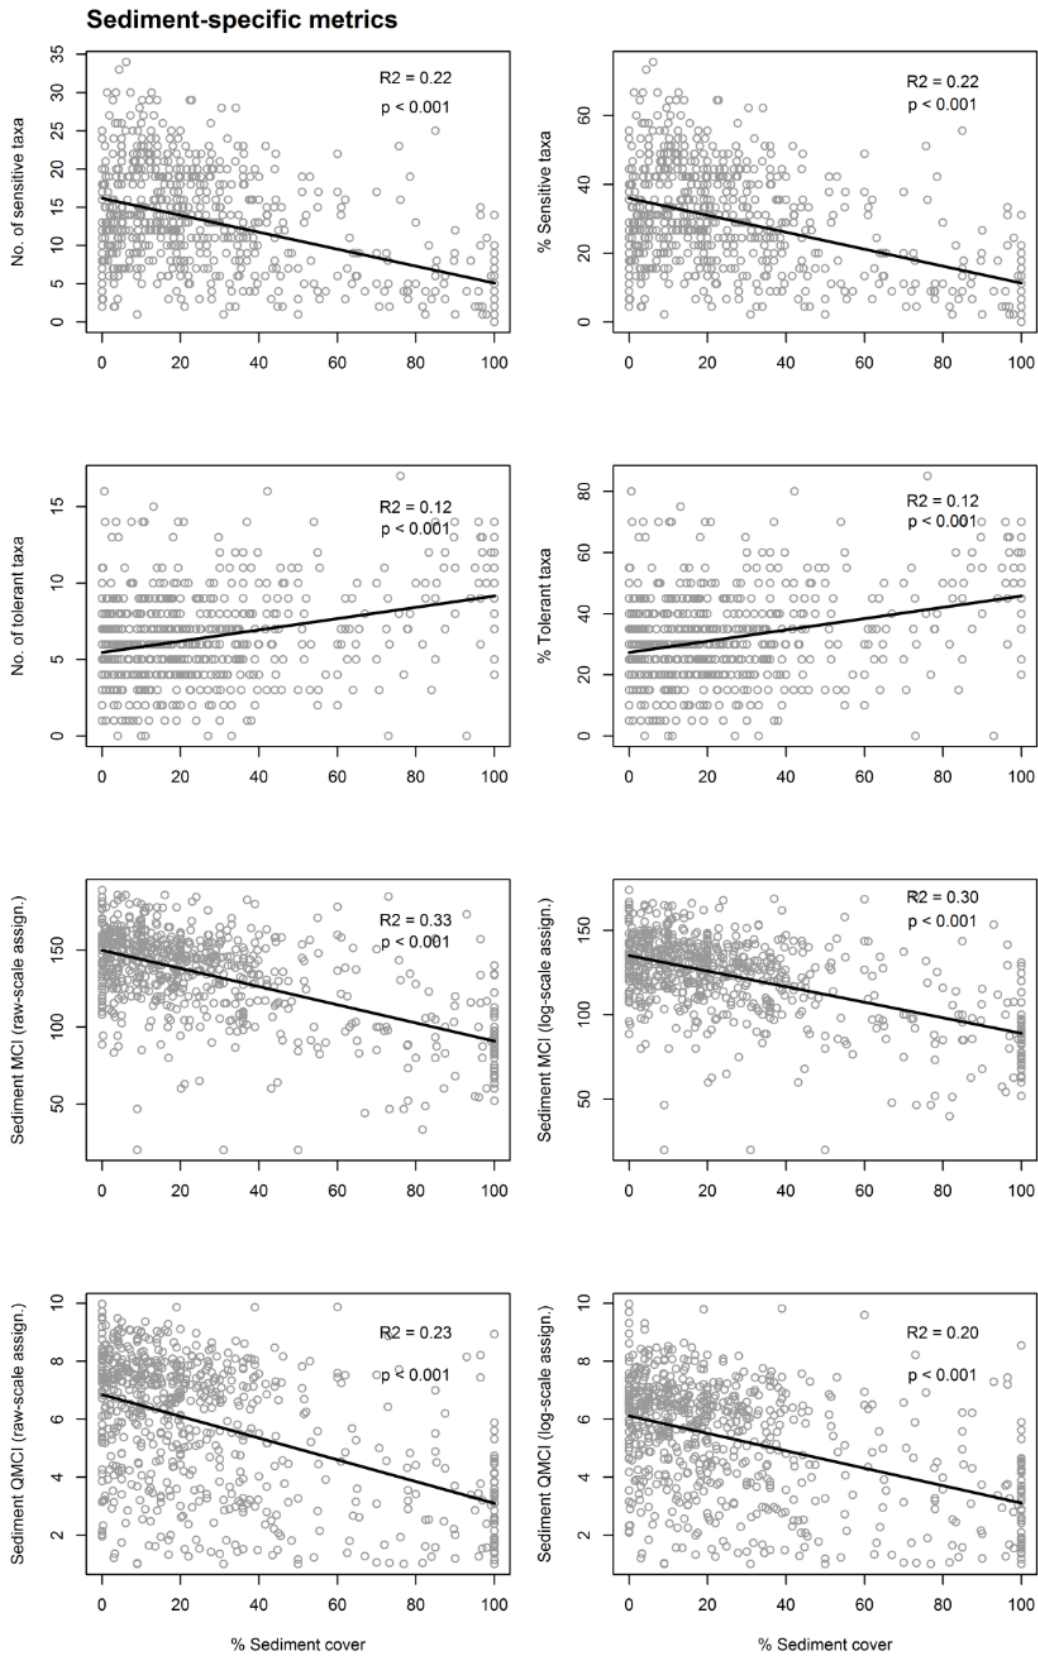 Sediment-specific metrics
No. of sensitive taxa
35
30
25
20
15
10
5
0
R2 = 0.22
p < 0.001
0 20 40 60 80 100
% Sensitive taxa
60
40
20
0
R2 = 0.22
p < 0.001
0 20 40 60 80 100
No. of tolerant taxa
15
10
5
0
R2 = 0.12
p < 0.001
0 20 40 60 80 100
% Tolerant taxa
80
60
40
20
0
R2 = 0.12
p < 0.001
0 20 40 60 80 100
Sediment MCI (raw-scale assign.)
150
100
50
R2 = 0.33
p < 0.001
0 20 40 60 80 100
Sediment MCI (log-scale assign.)
150
100
50
R2 = 0.30
p < 0.001
0 20 40 60 80 100
Sediment QMCI (raw-scale assign.)
10
8
6
4
2
R2 = 0.23
p < 0.001
0 20 40 60 80 100
% Sediment cover
Sediment QMCI (log-scale assign.)
10
8
6
4
2
R2 = 0.20
p < 0.001
0 20 40 60 80 100
% Sediment cover